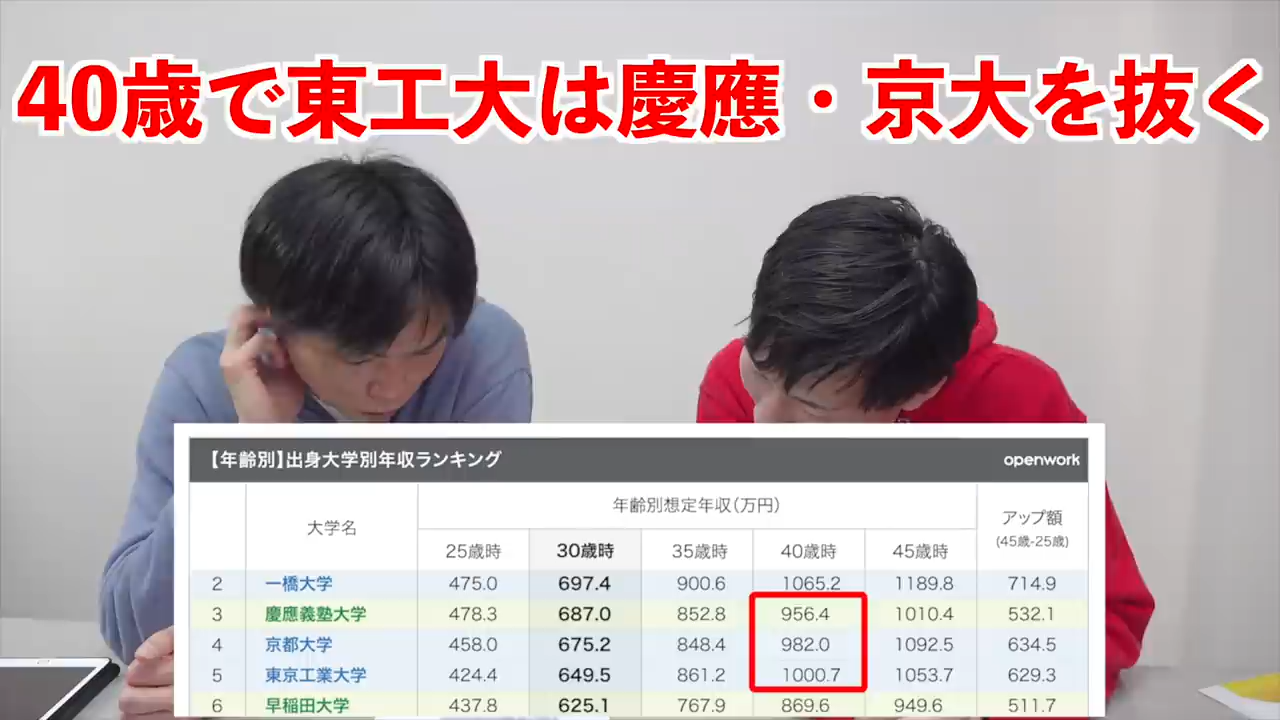 40歳で東工大は慶應・京大を抜く
【年齢別】出身大学別年収ランキング openwork
大学名 年齢別想定年収(万円) アップ額 (45歳-25歳)
25歳時 30歳時 35歳時 40歳時 45歳時
2 一橋大学 475.0 697.4 900.6 1065.2 1189.8 714.9
3 慶應義塾大学 478.3 687.0 852.8 956.4 1010.4 532.1
4 京都大学 458.0 675.2 848.4 982.0 1092.5 634.5
5 東京工業大学 424.4 649.5 861.2 1000.7 1053.7 629.3
6 早稲田大学 437.8 625.1 767.9 869.6 949.6 511.7